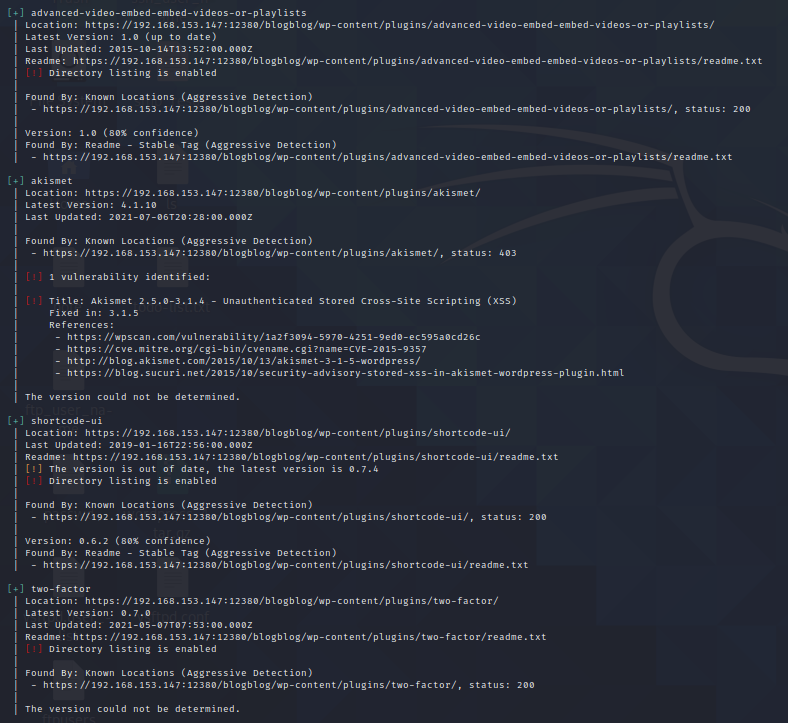 [+] advanced-video-embed-embed-videos-or-playlists
| Location: https://192.168.153.147:12380/blogblog/wp-content/plugins/advanced-video-embed-embed-videos-or-playlists/
| Latest Version: 1.0 (up to date)
| Last Updated: 2015-10-14T13:52:00.000Z
| Readme: https://192.168.153.147:12380/blogblog/wp-content/plugins/advanced-video-embed-embed-videos-or-playlists/readme.txt
| [!] Directory listing is enabled
|
| Found By: Known Locations (Aggressive Detection)
|  - https://192.168.153.147:12380/blogblog/wp-content/plugins/advanced-video-embed-embed-videos-or-playlists/, status: 200
|
| Version: 1.0 (80% confidence)
| Found By: Readme - Stable Tag (Aggressive Detection)
|  - https://192.168.153.147:12380/blogblog/wp-content/plugins/advanced-video-embed-embed-videos-or-playlists/readme.txt
[+] akismet
| Location: https://192.168.153.147:12380/blogblog/wp-content/plugins/akismet/
| Latest Version: 4.1.10
| Last Updated: 2021-07-06T20:28:00.000Z
|
| Found By: Known Locations (Aggressive Detection)
|  - https://192.168.153.147:12380/blogblog/wp-content/plugins/akismet/, status: 403
|
| [!] 1 vulnerability identified:
|
| [!] Title: Akismet 2.5.0-3.1.4 - Unauthenticated Stored Cross-Site Scripting (XSS)
|     Fixed in: 3.1.5
|     References:
|      - https://wpscan.com/vulnerability/1a2f3094-5970-4251-9ed0-ec595a0cd26c
|      - https://cve.mitre.org/cgi-bin/cvename.cgi?name=CVE-2015-9357
|      - http://blog.akismet.com/2015/10/13/akismet-3-1-5-wordpress/
|      - https://blog.sucuri.net/2015/10/security-advisory-stored-xss-in-akismet-wordpress-plugin.html
|
| The version could not be determined.
[+] shortcode-ui
| Location: https://192.168.153.147:12380/blogblog/wp-content/plugins/shortcode-ui/
| Last Updated: 2019-01-16T22:56:00.000Z
| Readme: https://192.168.153.147:12380/blogblog/wp-content/plugins/shortcode-ui/readme.txt
| [!] The version is out of date, the latest version is 0.7.4
| [!] Directory listing is enabled
|
| Found By: Known Locations (Aggressive Detection)
|  - https://192.168.153.147:12380/blogblog/wp-content/plugins/shortcode-ui/, status: 200
|
| Version: 0.6.2 (80% confidence)
| Found By: Readme - Stable Tag (Aggressive Detection)
|  - https://192.168.153.147:12380/blogblog/wp-content/plugins/shortcode-ui/readme.txt
[+] two-factor
| Location: https://192.168.153.147:12380/blogblog/wp-content/plugins/two-factor/
| Latest Version: 0.7.0
| Last Updated: 2021-05-07T07:53:00.000Z
| Readme: https://192.168.153.147:12380/blogblog/wp-content/plugins/two-factor/readme.txt
| [!] Directory listing is enabled
|
| Found By: Known Locations (Aggressive Detection)
|  - https://192.168.153.147:12380/blogblog/wp-content/plugins/two-factor/, status: 200
|
| The version could not be determined.